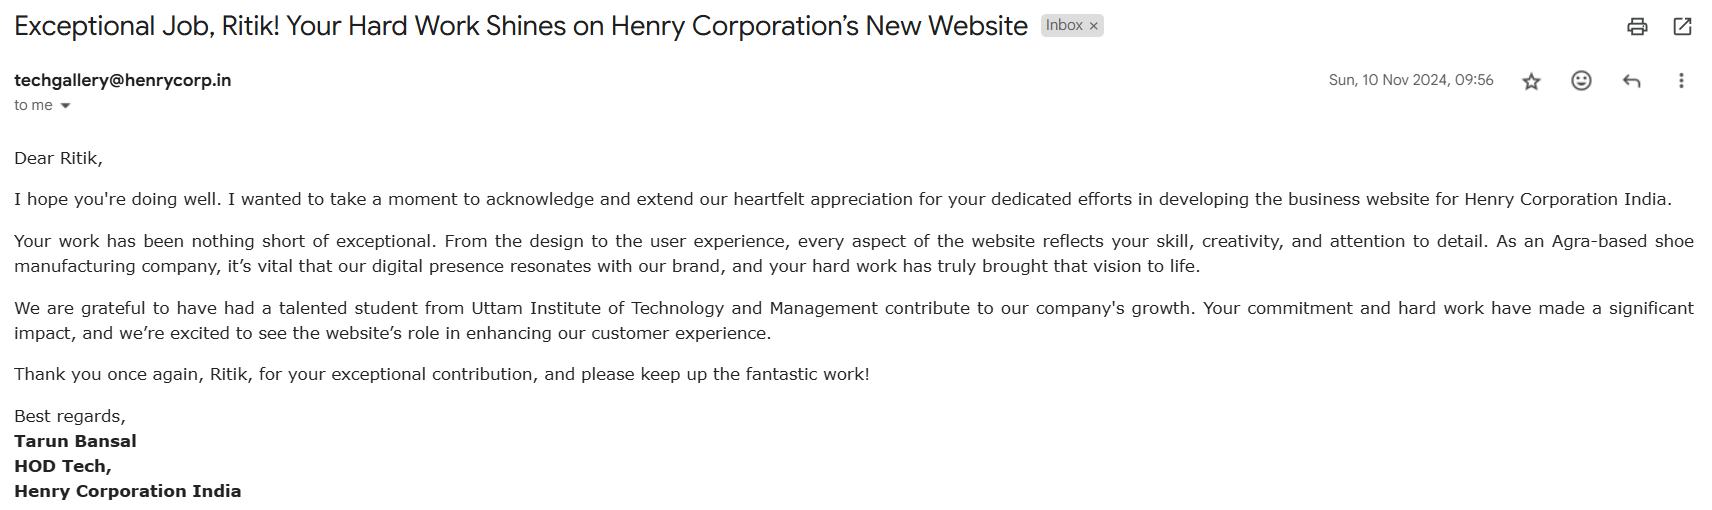 Exceptional Job, Ritik! Your Hard Work Shines on Henry Corporation’s New Website Inbox ×
techgallery@henrycorp.in Sun, 10 Nov 2024, 09:56
to me
Dear Ritik,
I hope you're doing well. I wanted to take a moment to acknowledge and extend our heartfelt appreciation for your dedicated efforts in developing the business website for Henry Corporation India.
Your work has been nothing short of exceptional. From the design to the user experience, every aspect of the website reflects your skill, creativity, and attention to detail. As an Agra-based shoe
manufacturing company, it’s vital that our digital presence resonates with our brand, and your hard work has truly brought that vision to life.
We are grateful to have had a talented student from Uttam Institute of Technology and Management contribute to our company's growth. Your commitment and hard work have made a significant
impact, and we’re excited to see the website’s role in enhancing our customer experience.
Thank you once again, Ritik, for your exceptional contribution, and please keep up the fantastic work!
Best regards,
Tarun Bansal
HOD Tech,
Henry Corporation India